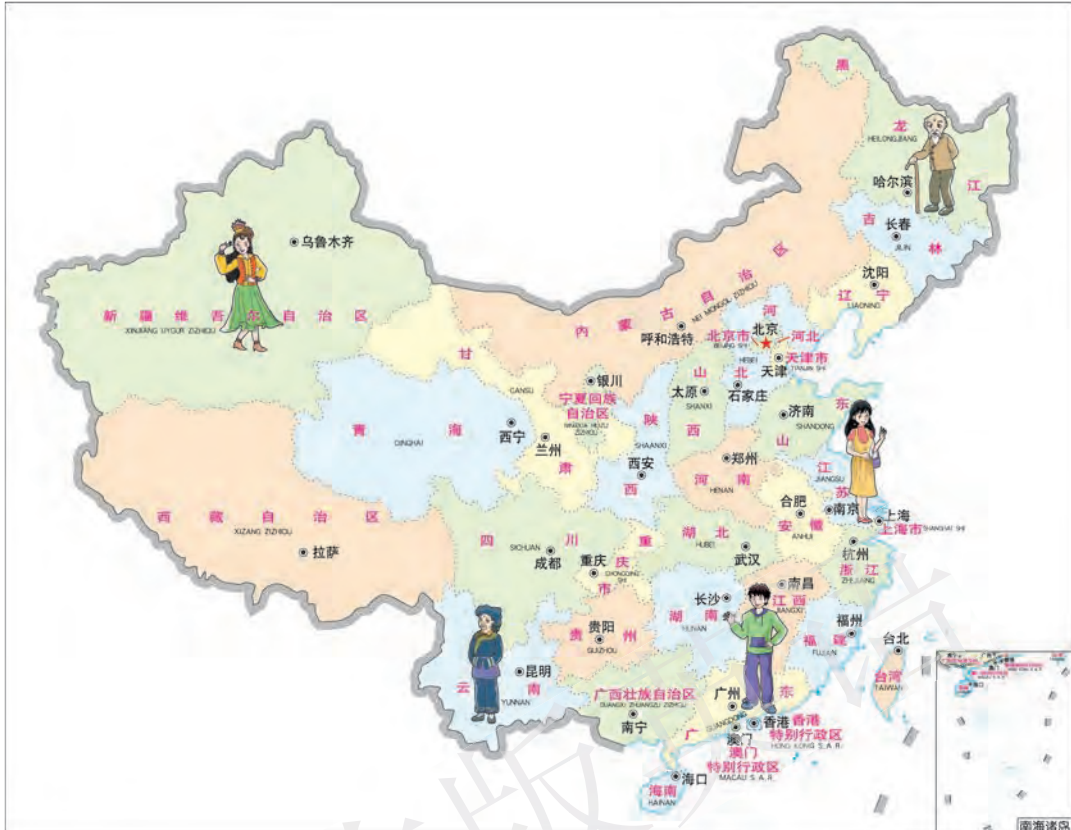 黑
龙
HEILONGJIANG
江
哈尔滨
吉
长春
JILIN
林
沈阳
辽宁
LIAONING
乌鲁木齐
新疆维吾尔自治区
XINJIANG UYGUR ZIZHIQU
内蒙古自治区
NEI MONGOL ZIZHIQU
呼和浩特
河
北京
北京市
BEIJING SHI
河北
HEBEI
天津市
TIANJIN SHI
天津
北
石家庄
山
太原
SHANXI
西
甘
GANSU
肃
银川
宁夏回族
自治区
NINGXIA HUIZU
ZIZHIQU
青海
QINGHAI
西宁
兰州
陕
SHAANXI
西安
西
济南
东
SHANDONG
山
郑州
河南
HENAN
江
JIANGSU
苏
南京
合肥
安徽
ANHUI
上海
上海市
SHANGHAI SHI
西藏自治区
XIZANG ZIZHIQU
拉萨
四川
SICHUAN
成都
重庆
重
庆
CHONGQING
SHI
市
湖北
HUBEI
武汉
杭州
浙江
ZHEJIANG
南昌
江西
JIANGXI
长沙
湖南
HUNAN
贵阳
贵州
GUIZHOU
福州
福建
FUJIAN
台北
台湾
TAIWAN
昆明
云南
YUNNAN
广西壮族自治区
GUANGXI ZHUANGZU ZIZHIQU
南宁
广州
东
GUANGDONG
广
香港
香港
特别行政区
HONG KONG S.A.R.
澳门
澳门
特别行政区
MACAU S.A.R.
海口
海南
HAINAN
南海诸岛